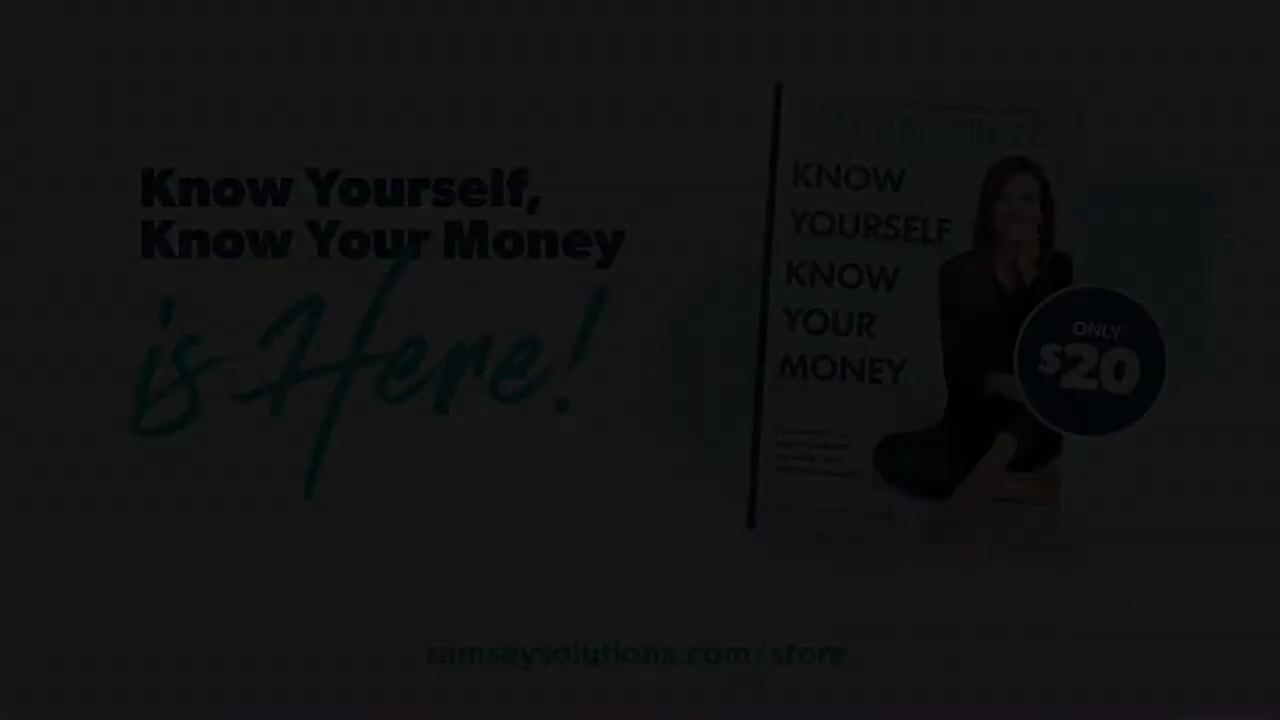 Know Yourself,
Know Your Money
is Here!
KNOW
YOURSELF
KNOW
YOUR
MONEY
ONLY
$20
ramseysolutions.com/store